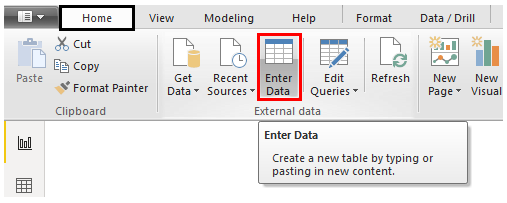 Home View Modeling Help Format Data / Drill
Cut
Copy
Format Painter
Paste
Clipboard
Get
Data
Recent
Sources
Enter
Data
Edit
Queries
Refresh
External data
New
Page
New
Visual
Enter Data
Create a new table by typing or
pasting in new content.